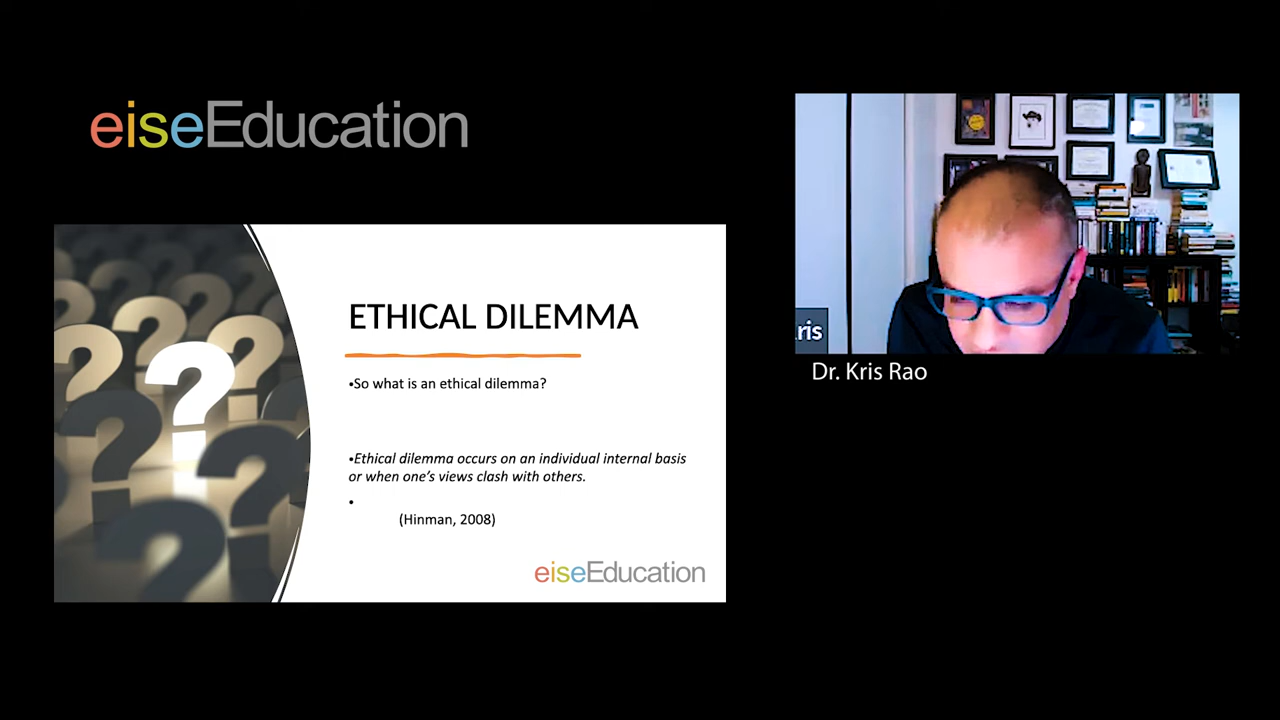 eiseEducation
ris
Dr. Kris Rao
ETHICAL DILEMMA
•So what is an ethical dilemma?
•Ethical dilemma occurs on an individual internal basis
or when one’s views clash with others.
•
(Hinman, 2008)
eiseEducation